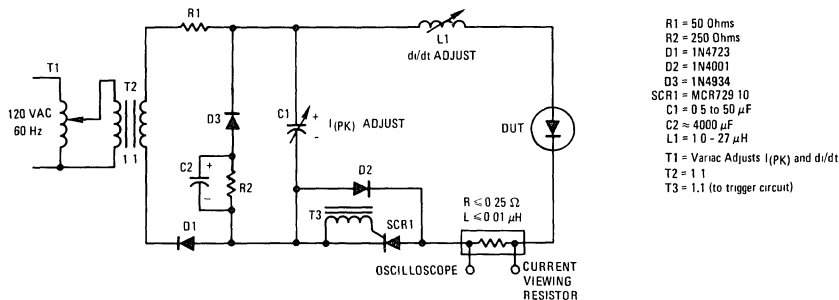 R1
L1
di/dt ADJUST
T1
T2
120 VAC
60 Hz
1 1
D3
C1
+
-
I(PK) ADJUST
DUT
C2
+
-
R2
D2
T3
SCR1
D1
R ≤ 0 25 Ω
L ≤ 0 01 μH
OSCILLOSCOPE
CURRENT
VIEWING
RESISTOR
R1 = 50 Ohms
R2 = 250 Ohms
D1 = 1N4723
D2 = 1N4001
D3 = 1N4934
SCR1 = MCR729 10
C1 = 0 5 to 50 μF
C2 ≈ 4000 μF
L1 = 1 0 - 27 μH
T1 = Variac Adjusts I(PK) and di/dt
T2 = 1 1
T3 = 1.1 (to trigger circuit)